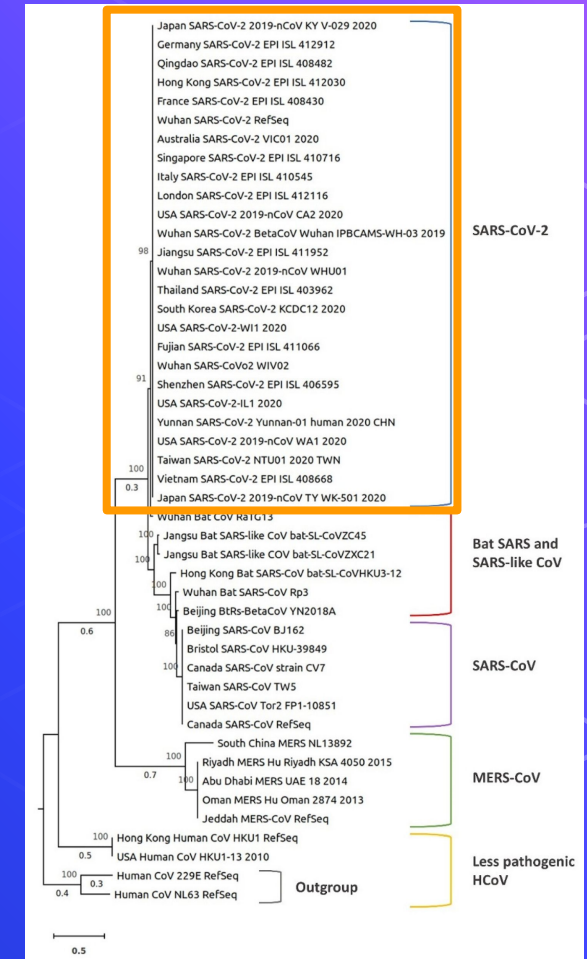 Japan SARS-CoV-2 2019-nCoV KY V-029 2020
Germany SARS-CoV-2 EPI ISL 412912
Qingdao SARS-CoV-2 EPI ISL 408482
Hong Kong SARS-CoV-2 EPI ISL 412030
France SARS-CoV-2 EPI ISL 408430
Wuhan SARS-CoV-2 RefSeq
Australia SARS-CoV-2 VIC01 2020
Singapore SARS-CoV-2 EPI ISL 410716
Italy SARS-CoV-2 EPI ISL 410545
London SARS-CoV-2 EPI ISL 412116
USA SARS-CoV-2 2019-nCoV CA2 2020
Wuhan SARS-CoV-2 BetaCoV Wuhan IPBCAMS-WH-03 2019
SARS-CoV-2
98
Jiangsu SARS-CoV-2 EPI ISL 411952
Wuhan SARS-CoV-2 2019-nCoV WHU01
Thailand SARS-CoV-2 EPI ISL 403962
South Korea SARS-CoV-2 KCDC12 2020
USA SARS-CoV-2-WI1 2020
Fujian SARS-CoV-2 EPI ISL 411066
Wuhan SARS-CoVo2 WIV02
91
Shenzhen SARS-CoV-2 EPI ISL 406595
USA SARS-CoV-2-IL1 2020
Yunnan SARS-CoV-2 Yunnan-01 human 2020 CHN
USA SARS-CoV-2 2019-nCoV WA1 2020
Taiwan SARS-CoV-2 NTU01 2020 TWN
100
Vietnam SARS-CoV-2 EPI ISL 408668
0.3
Japan SARS-CoV-2 2019-nCoV TY WK-501 2020
Wuhan Bat CoV RaTG13
100
Jangsu Bat SARS-like CoV bat-SL-CoVZC45
Jangsu Bat SARS-like COV bat-SL-CoVZXC21
100
Bat SARS and
SARS-like CoV
Hong Kong Bat SARS-CoV bat-SL-CoVHKU3-12
100
Wuhan Bat SARS-CoV Rp3
Beijing BtRs-BetaCoV YN2018A
100
0.6
86
Beijing SARS-CoV BJ162
Bristol SARS-CoV HKU-39849
100
Canada SARS-CoV strain CV7
SARS-CoV
Taiwan SARS-CoV TW5
USA SARS-CoV Tor2 FP1-10851
Canada SARS-CoV RefSeq
South China MERS NL13892
100
0.7
Riyadh MERS Hu Riyadh KSA 4050 2015
100
Abu Dhabi MERS UAE 18 2014
MERS-CoV
Oman MERS Hu Oman 2874 2013
Jeddah MERS-CoV RefSeq
100
Hong Kong Human CoV HKU1 RefSeq
0.5
USA Human CoV HKU1-13 2010
Less pathogenic
HCoV
100
Human CoV 229E RefSeq
0.3
0.4
Human CoV NL63 RefSeq
Outgroup
0.5